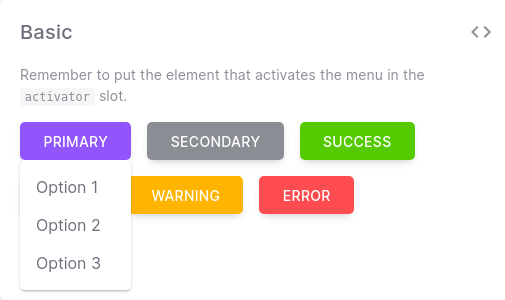 Basic
Remember to put the element that activates the menu in the
activator slot.
PRIMARY
SECONDARY
SUCCESS
WARNING
ERROR
Option 1
Option 2
Option 3